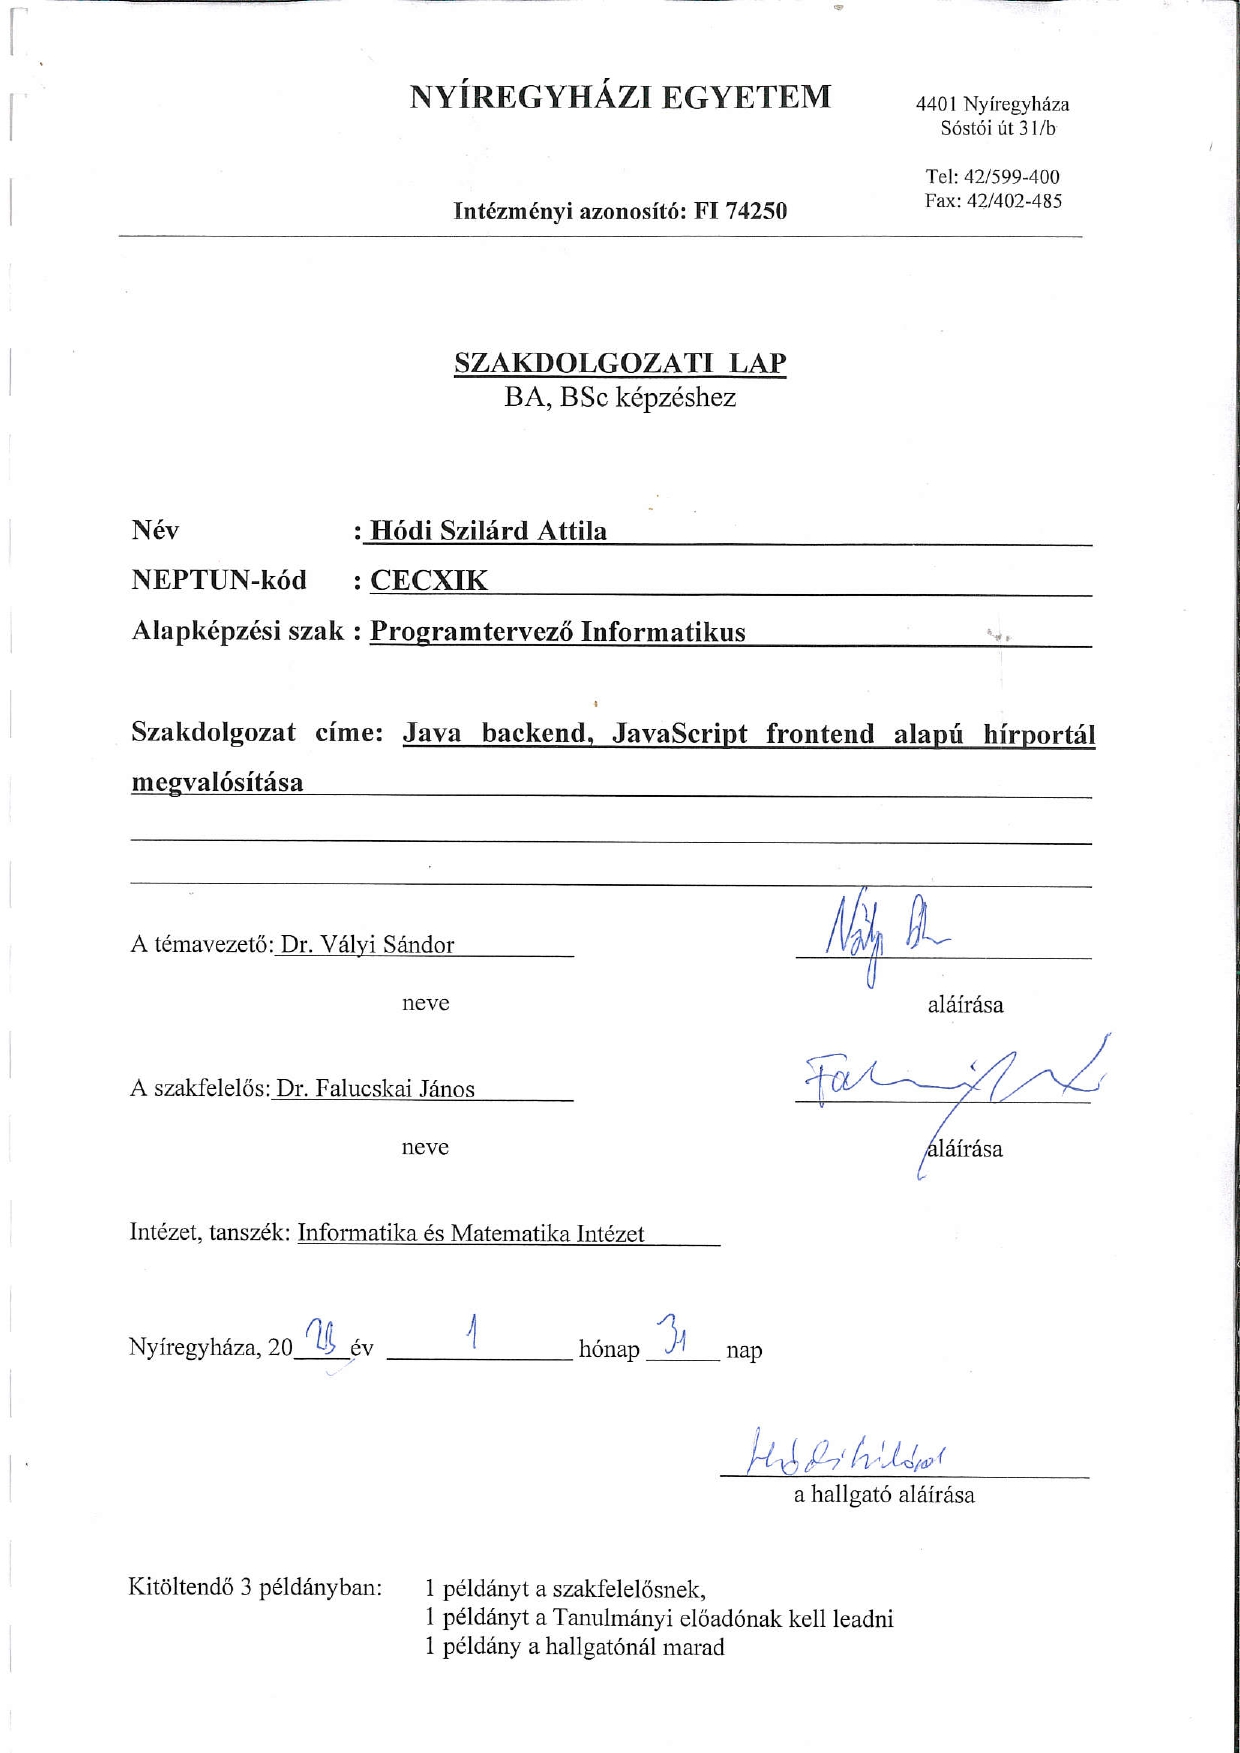 NYÍREGYHÁZI EGYETEM
4401 Nyíregyháza
Sóstói út 31/b
Tel: 42/599-400
Fax: 42/402-485
Intézményi azonosító: FI 74250
SZAKDOLGOZATI LAP
BA, BSc képzéshez
Név : Hódi Szilárd Attila
NEPTUN-kód : CECXIK
Alapképzési szak : Programtervező Informatikus
Szakdolgozat címe: Java backend, JavaScript frontend alapú hírportál
megvalósítása
A témavezető: Dr. Vályi Sándor
neve aláírása
A szakfelelős: Dr. Falucskai János
neve aláírása
Intézet, tanszék: Informatika és Matematika Intézet
Nyíregyháza, 20 év 1 hónap 31 nap
a hallgató aláírása
Kitöltendő 3 példányban: 1 példányt a szakfelelősnek,
1 példányt a Tanulmányi előadónak kell leadni
1 példány a hallgatónál marad